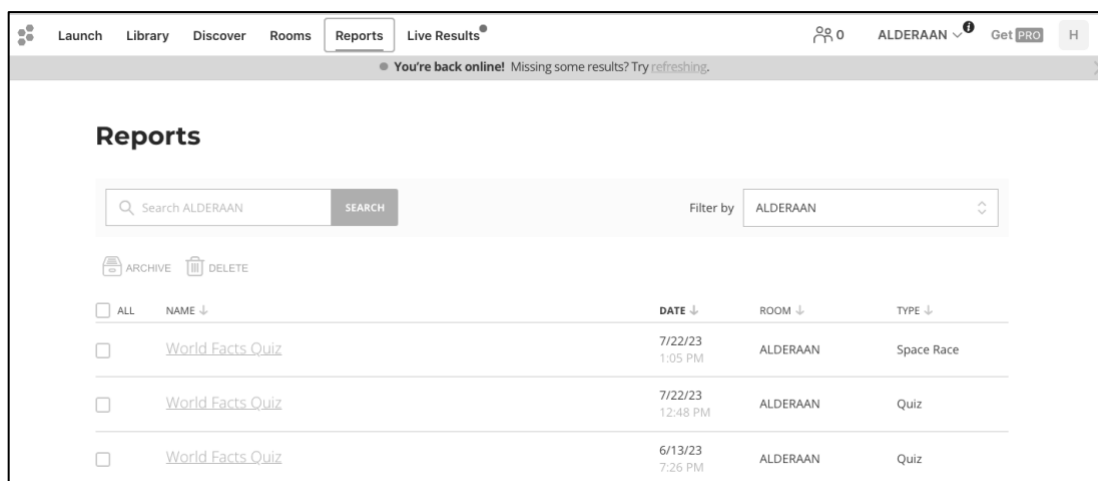 Launch Library Discover Rooms Reports Live Results 0 ALDERAAN i Get PRO H
You're back online! Missing some results? Try refreshing.
Reports
Search ALDERAAN SEARCH Filter by ALDERAAN
ARCHIVE DELETE
ALL NAME DATE ROOM TYPE
World Facts Quiz 7/22/23 1:05 PM ALDERAAN Space Race
World Facts Quiz 7/22/23 12:48 PM ALDERAAN Quiz
World Facts Quiz 6/13/23 7:26 PM ALDERAAN Quiz